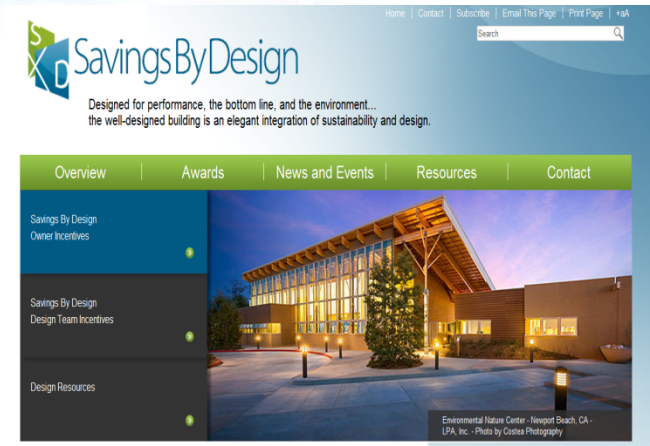 Home | Contact | Subscribe | Email This Page | Print Page | +aA
Search
SXD
Savings By Design
Designed for performance, the bottom line, and the environment...
the well-designed building is an elegant integration of sustainability and design.
Overview | Awards | News and Events | Resources | Contact
Savings By Design
Owner Incentives
Savings By Design
Design Team Incentives
Design Resources
Environmental Nature Center - Newport Beach, CA -
LPA, Inc. - Photo by Costea Photography